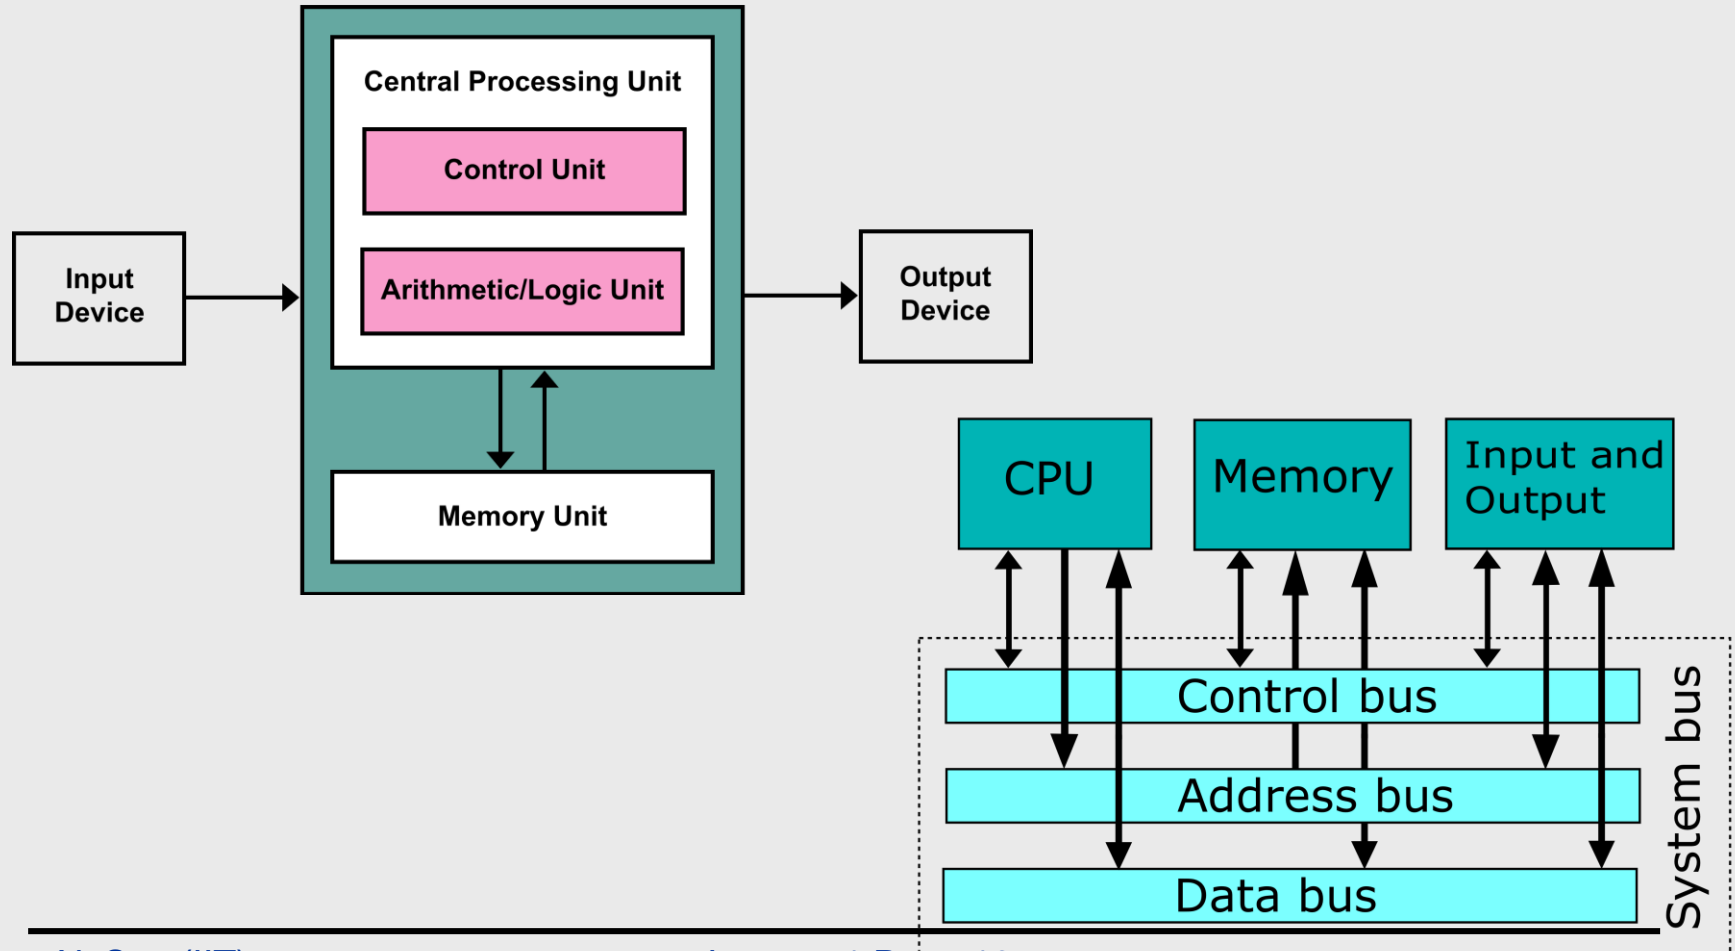 Central Processing Unit
Control Unit
Arithmetic/Logic Unit
Input
Device
Output
Device
Memory Unit
CPU
Memory
Input and
Output
Control bus
Address bus
Data bus
System bus